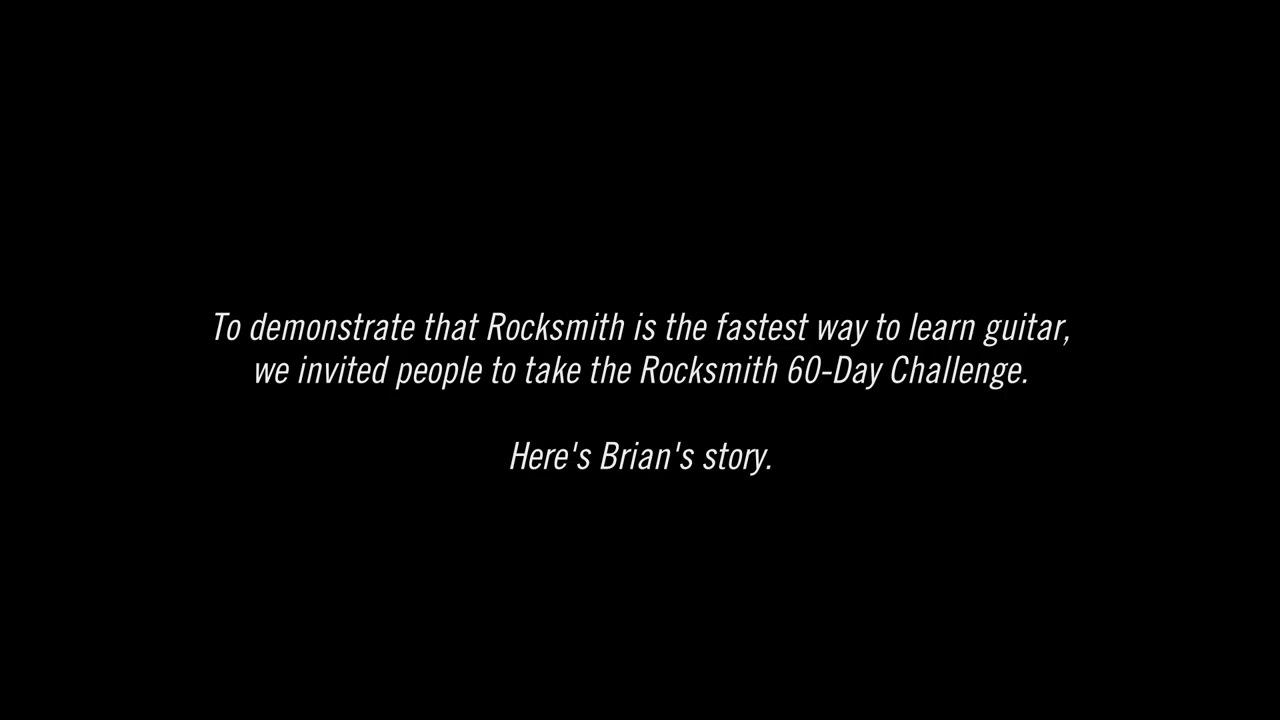 To demonstrate that Rocksmith is the fastest way to learn guitar,
we invited people to take the Rocksmith 60-Day Challenge.
Here's Brian's story.